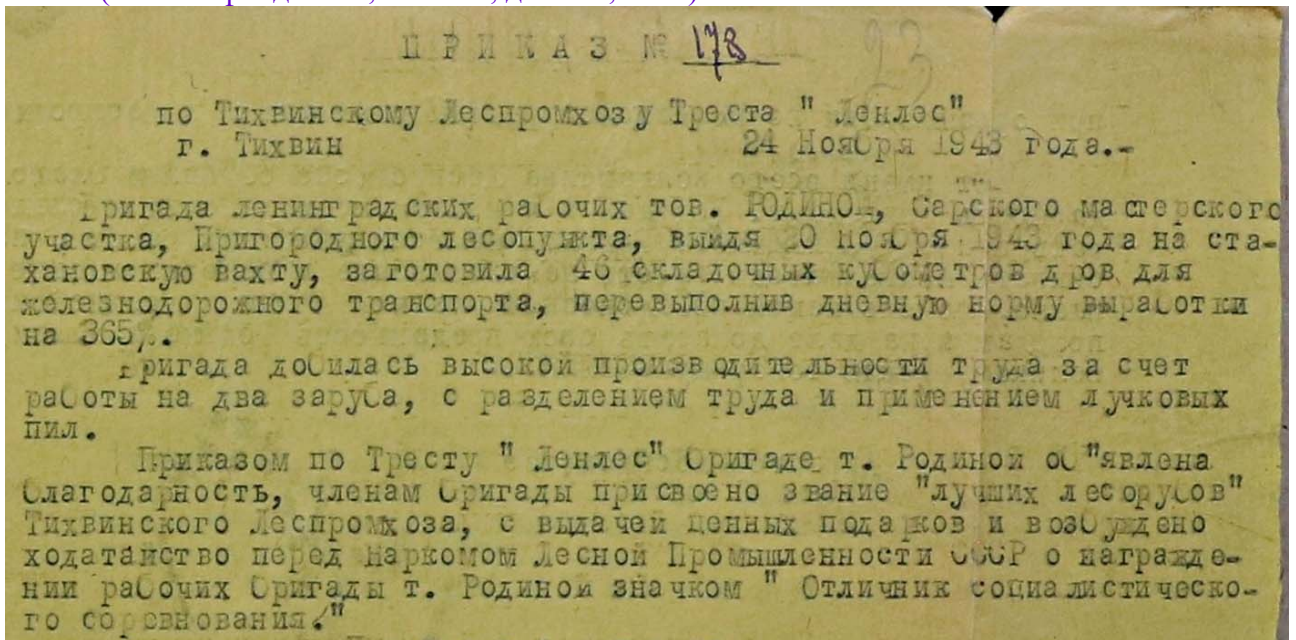 ПРИКАЗ № 178
23
по Тихвинскому Леспромхозу Треста " Ленлес"
г. Тихвин 24 Ноября 1943 года.-
Бригада ленинградских рабочих тов. РОДИНОЙ, Сарского мастерского
участка, Пригородного лесопункта, выйдя 20 ноября 1943 года на ста-
хановскую вахту, заготовила 46 складочных кубометров дров для
железнодорожного транспорта, перевыполнив дневную норму выработки
на 365%.
Бригада добилась высокой производительности труда за счет
работы на два заруба, с разделением труда и применением лучковых
пил.
Приказом по Тресту " Ленлес" бригаде т. Родиной об"явлена
благодарность, членам бригады присвоено звание "лучших лесорубов"
Тихвинского Леспромхоза, с выдачей ценных подарков и возбуждено
ходатайство перед Наркомом Лесной Промышленности СССР о награжде-
нии рабочих бригады т. Родиной значком " Отличник социалистическо-
го соревнования."